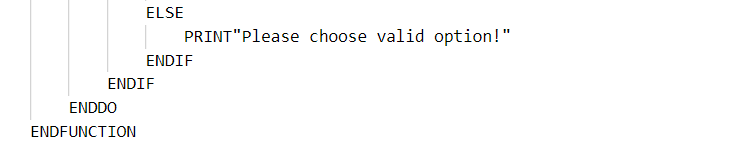 ELSE
PRINT"Please choose valid option!"
ENDIF
ENDIF
ENDDO
ENDFUNCTION